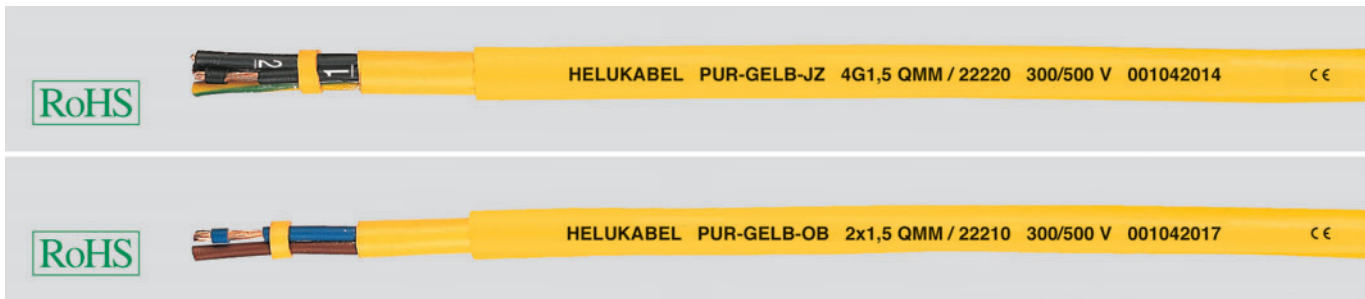 RoHS
2 1
HELUKABEL PUR-GELB-JZ 4G1,5 QMM / 22220 300/500 V 001042014 CE
RoHS
HELUKABEL PUR-GELB-OB 2x1,5 QMM / 22210 300/500 V 001042017 CE